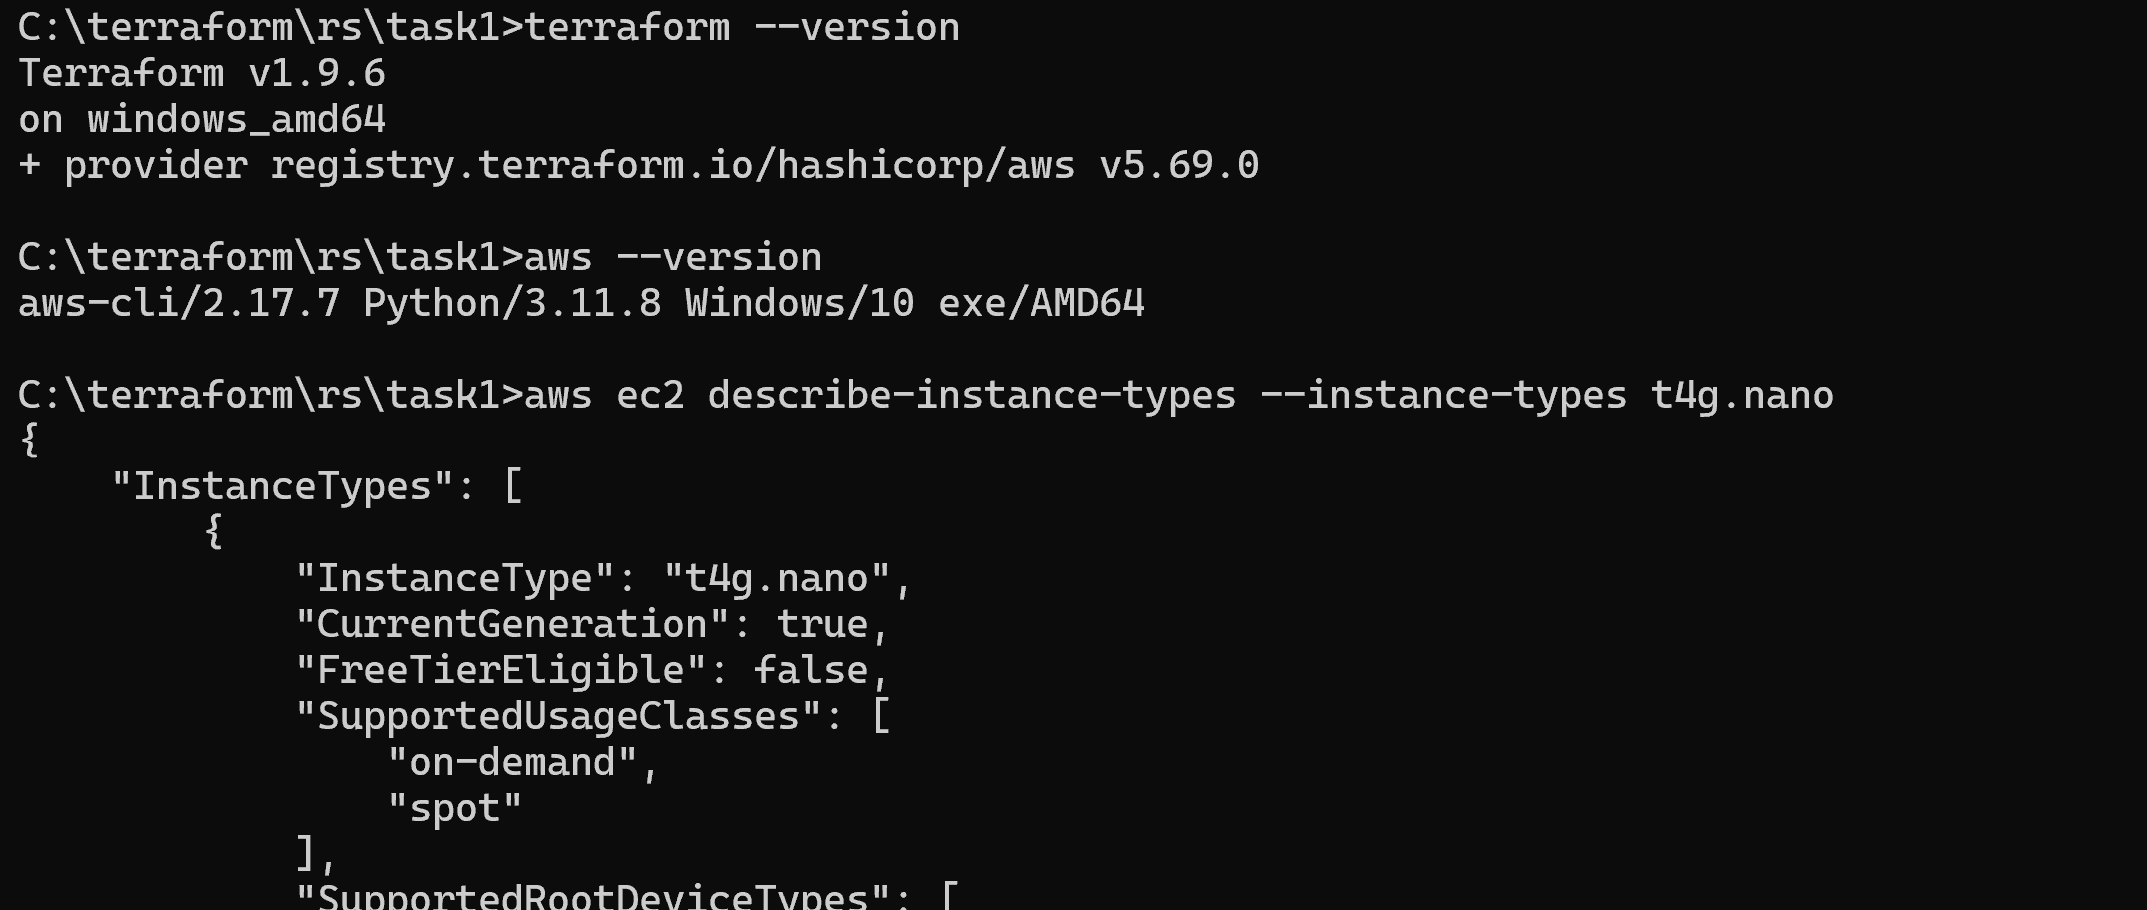 C:\terraform\rs\task1>terraform --version
Terraform v1.9.6
on windows_amd64
+ provider registry.terraform.io/hashicorp/aws v5.69.0

C:\terraform\rs\task1>aws --version
aws-cli/2.17.7 Python/3.11.8 Windows/10 exe/AMD64

C:\terraform\rs\task1>aws ec2 describe-instance-types --instance-types t4g.nano
{
    "InstanceTypes": [
        {
            "InstanceType": "t4g.nano",
            "CurrentGeneration": true,
            "FreeTierEligible": false,
            "SupportedUsageClasses": [
                "on-demand",
                "spot"
            ],
            "SupportedRootDeviceTypes": [